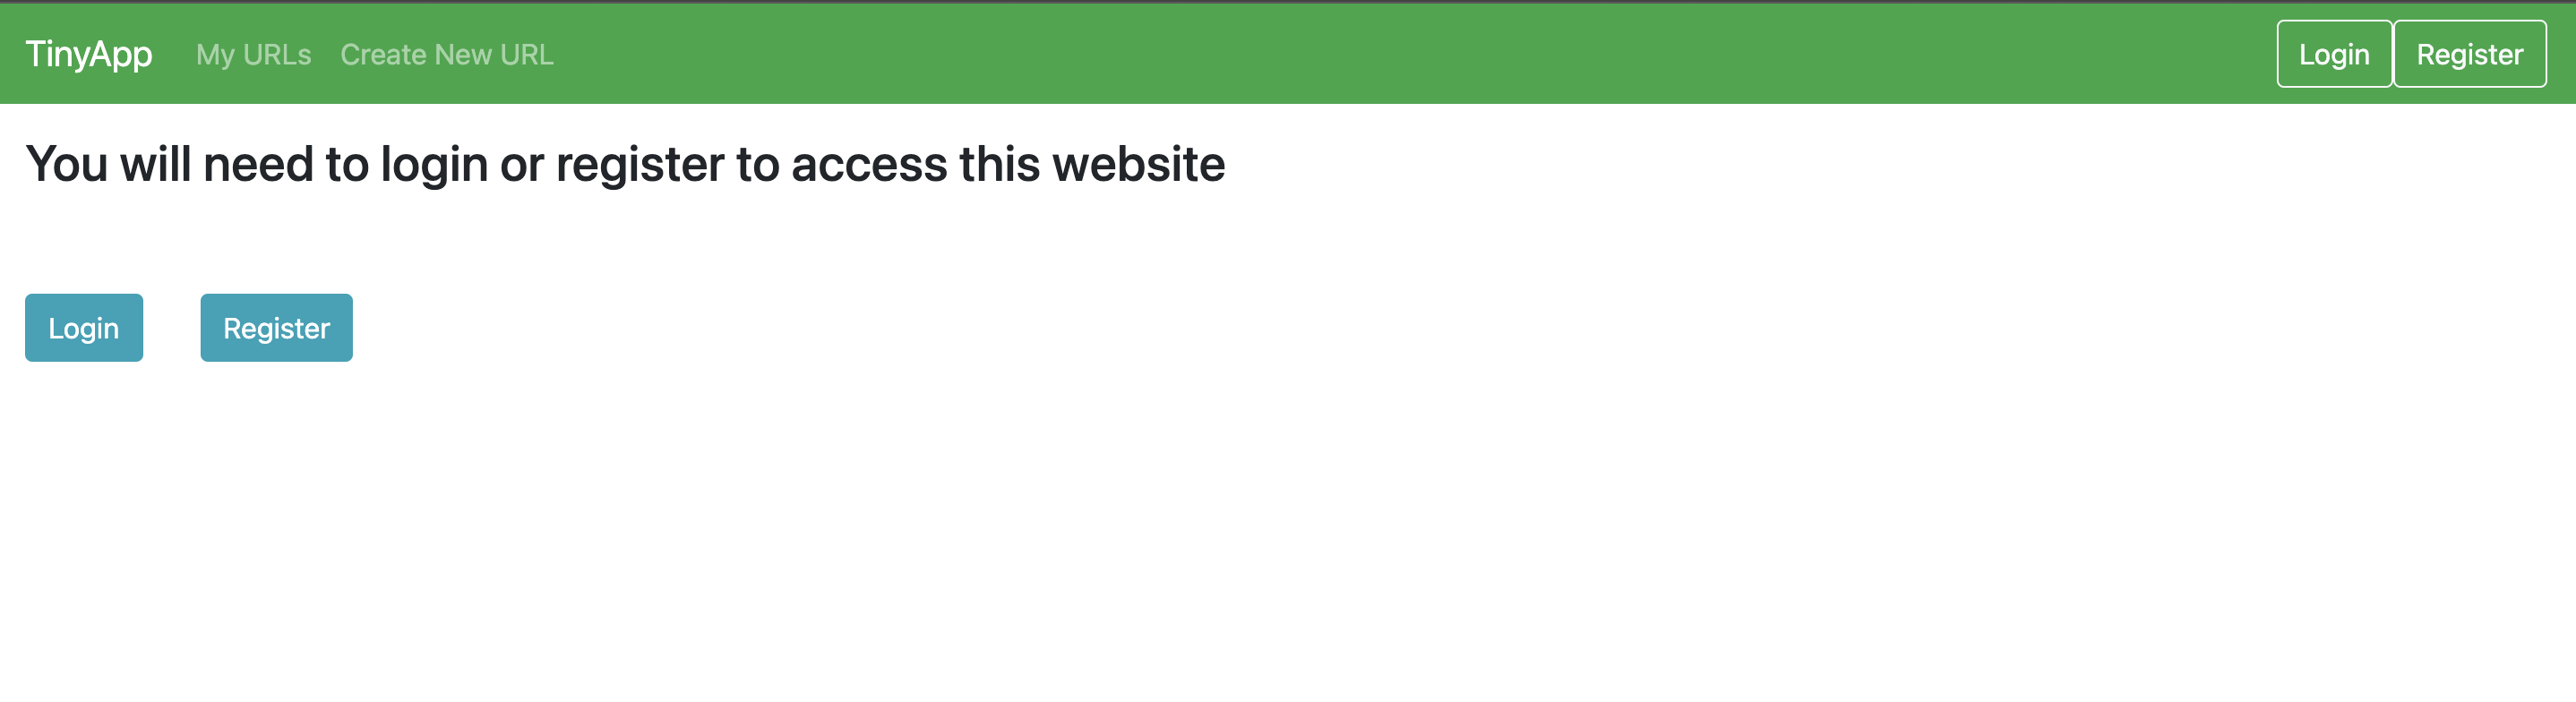 TinyApp My URLs Create New URL Login Register
You will need to login or register to access this website
Login Register